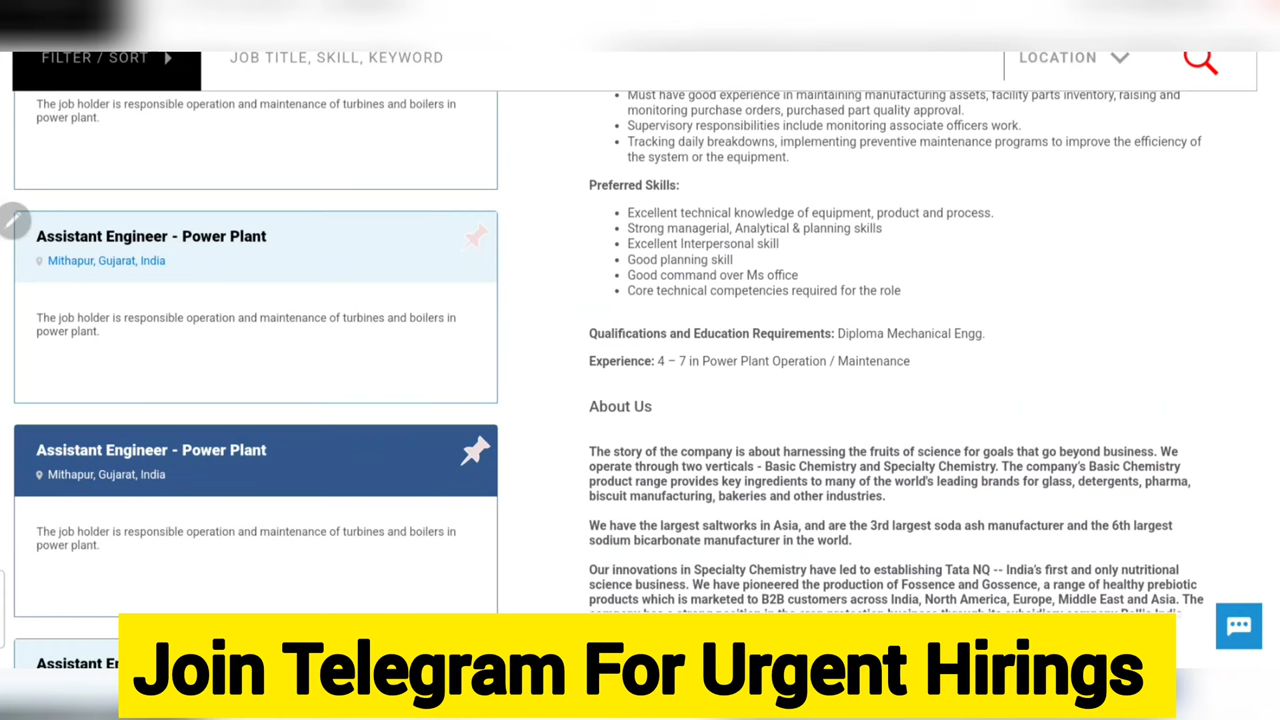 FILTER / SORT
JOB TITLE, SKILL, KEYWORD
LOCATION
The job holder is responsible operation and maintenance of turbines and boilers in
power plant.
Assistant Engineer - Power Plant
Mithapur, Gujarat, India
The job holder is responsible operation and maintenance of turbines and boilers in
power plant.
Assistant Engineer - Power Plant
Mithapur, Gujarat, India
The job holder is responsible operation and maintenance of turbines and boilers in
power plant.
Assistant E
Must have good experience in maintaining manufacturing assets, facility parts inventory, raising and
monitoring purchase orders, purchased part quality approval.
Supervisory responsibilities include monitoring associate officers work.
Tracking daily breakdowns, implementing preventive maintenance programs to improve the efficiency of
the system or the equipment.
Preferred Skills:
Excellent technical knowledge of equipment, product and process.
Strong managerial, Analytical & planning skills
Excellent Interpersonal skill
Good planning skill
Good command over Ms office
Core technical competencies required for the role
Qualifications and Education Requirements: Diploma Mechanical Engg.
Experience: 4 – 7 in Power Plant Operation / Maintenance
About Us
The story of the company is about harnessing the fruits of science for goals that go beyond business. We
operate through two verticals - Basic Chemistry and Specialty Chemistry. The company's Basic Chemistry
product range provides key ingredients to many of the world's leading brands for glass, detergents, pharma,
biscuit manufacturing, bakeries and other industries.
We have the largest saltworks in Asia, and are the 3rd largest soda ash manufacturer and the 6th largest
sodium bicarbonate manufacturer in the world.
Our innovations in Specialty Chemistry have led to establishing Tata NQ -- India's first and only nutritional
science business. We have pioneered the production of Fossence and Gossence, a range of healthy prebiotic
products which is marketed to B2B customers across India, North America, Europe, Middle East and Asia. The
Join Telegram For Urgent Hirings